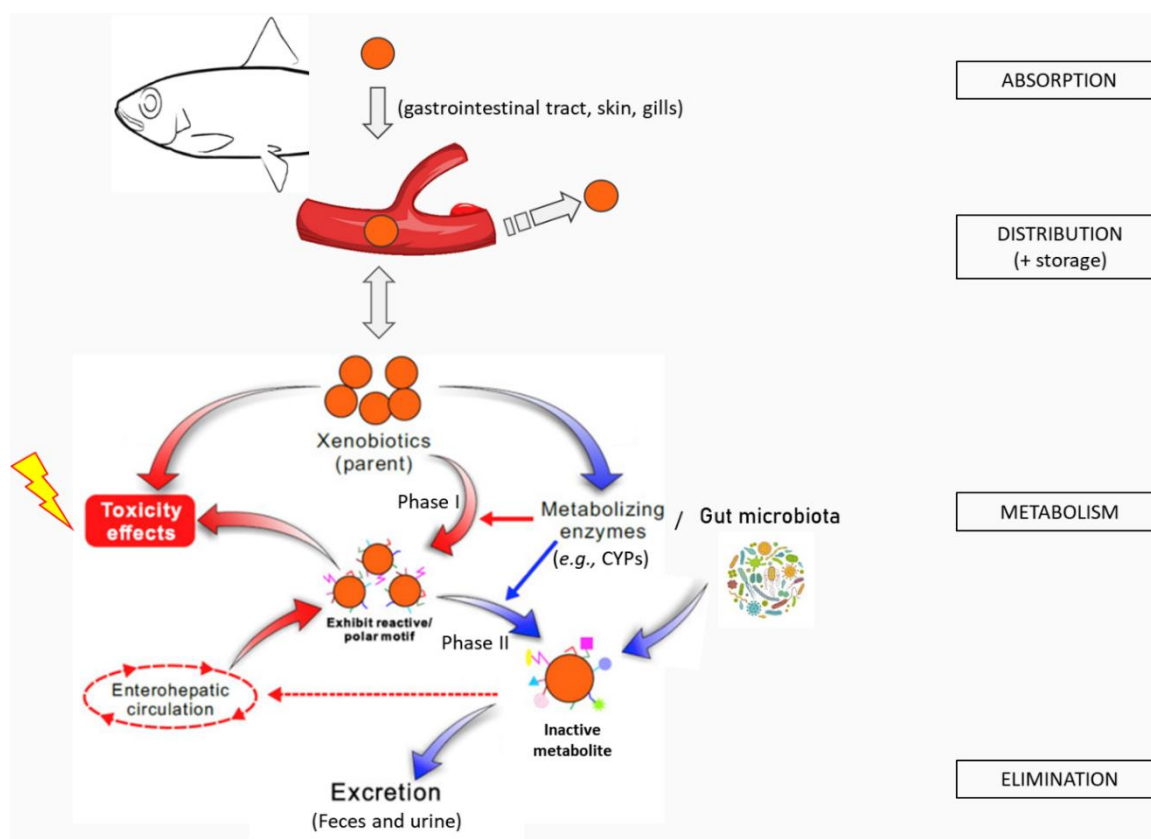 ABSORPTION
(gastrointestinal tract, skin, gills)
DISTRIBUTION
(+ storage)
Xenobiotics
(parent)
Phase I
Toxicity
effects
Metabolizing
enzymes
(e.g., CYPs)
/
Gut microbiota
METABOLISM
Exhibit reactive/
polar motif
Phase II
Enterohepatic
circulation
Inactive
metabolite
Excretion
(Feces and urine)
ELIMINATION